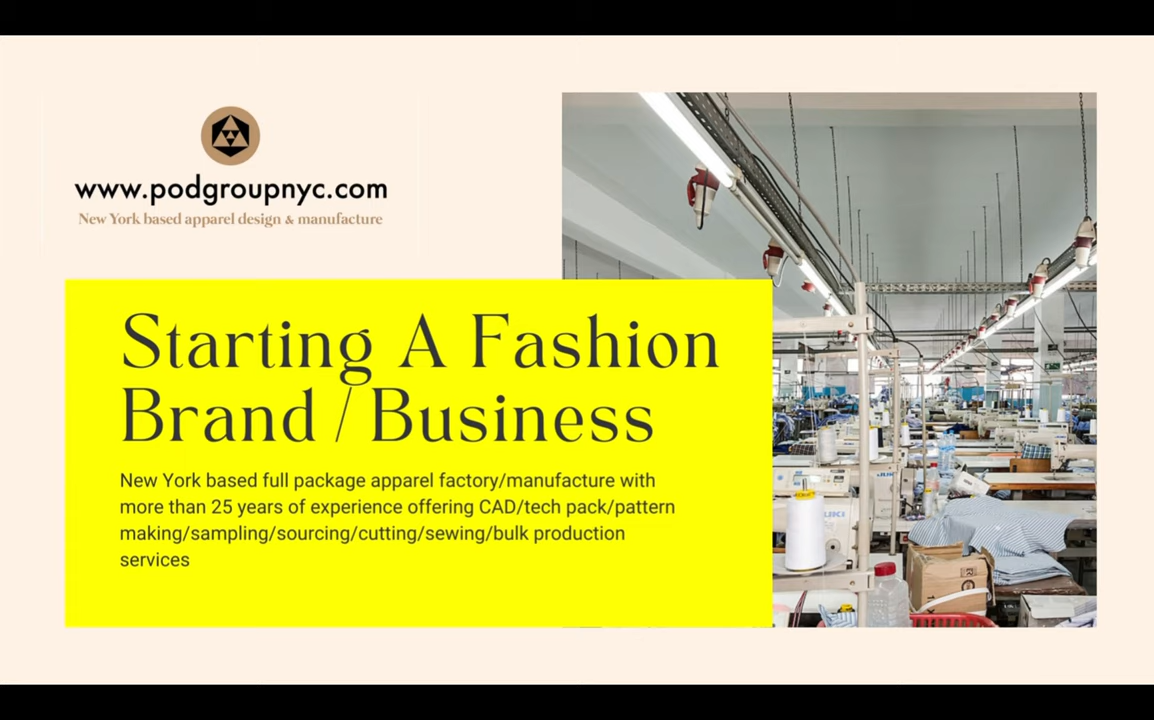 www.podgroupnyc.com
New York based apparel design & manufacture
Starting A Fashion
Brand / Business
New York based full package apparel factory/manufacture with
more than 25 years of experience offering CAD/tech pack/pattern
making/sampling/sourcing/cutting/sewing/bulk production
services